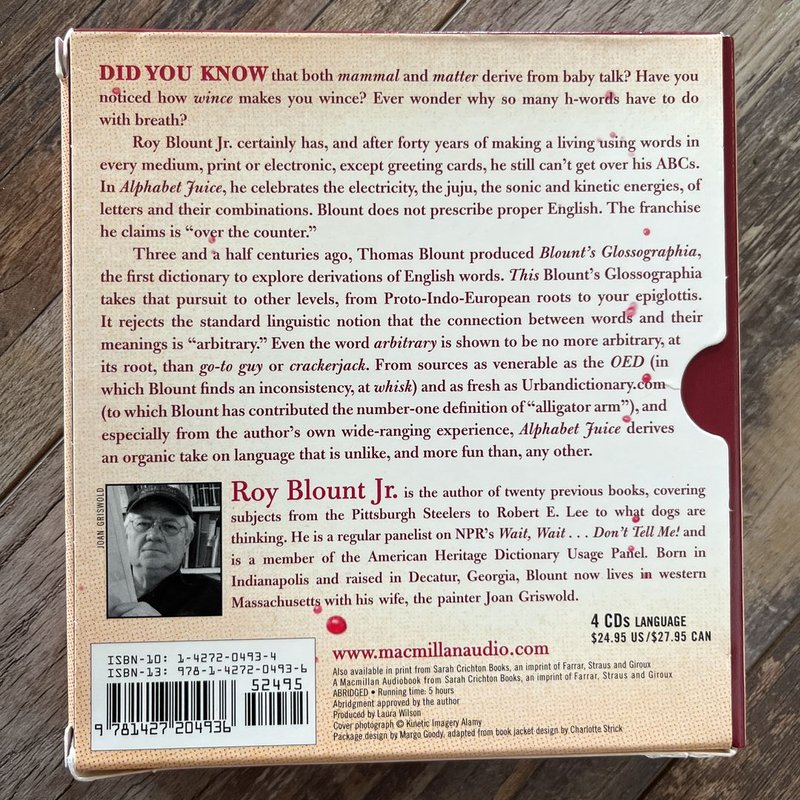 DID YOU KNOW that both mammal and matter derive from baby talk? Have you
noticed how wince makes you wince? Ever wonder why so many h-words have to do
with breath?
Roy Blount Jr. certainly has, and after forty years of making a living using words in
every medium, print or electronic, except greeting cards, he still can't get over his ABCs.
In Alphabet Juice, he celebrates the electricity, the juju, the sonic and kinetic energies, of
letters and their combinations. Blount does not prescribe proper English. The franchise
he claims is "over the counter."
Three and a half centuries ago, Thomas Blount produced Blount's Glossographia,
the first dictionary to explore derivations of English words. This Blount's Glossographia
takes that pursuit to other levels, from Proto-Indo-European roots to your epiglottis.
It rejects the standard linguistic notion that the connection between words and their
meanings is "arbitrary." Even the word arbitrary is shown to be no more arbitrary, at
its root, than go-to guy or crackerjack. From sources as venerable as the OED (in
which Blount finds an inconsistency, at whisk) and as fresh as Urbandictionary.com
(to which Blount has contributed the number-one definition of "alligator arm"), and
especially from the author's own wide-ranging experience, Alphabet Juice derives
an organic take on language that is unlike, and more fun than, any other.
JOAN GRISWOLD
Roy Blount Jr. is the author of twenty previous books, covering
subjects from the Pittsburgh Steelers to Robert E. Lee to what dogs are
thinking. He is a regular panelist on NPR's Wait, Wait . . . Don't Tell Me! and
is a member of the American Heritage Dictionary Usage Panel. Born in
Indianapolis and raised in Decatur, Georgia, Blount now lives in western
Massachusetts with his wife, the painter Joan Griswold.
4 CDs LANGUAGE
$24.95 US/$27.95 CAN
ISBN-10: 1-4272-0493-4
ISBN-13: 978-1-4272-0493-6
52495
9 781427 204936
www.macmillanaudio.com
Also available in print from Sarah Crichton Books, an imprint of Farrar, Straus and Giroux
A Macmillan Audiobook from Sarah Crichton Books, an imprint of Farrar, Straus and Giroux
ABRIDGED • Running time: 5 hours
Abridgment approved by the author
Produced by Laura Wilson
Cover photograph © Kinetic Imagery Alamy
Package design by Margo Goody, adapted from book jacket design by Charlotte Strick